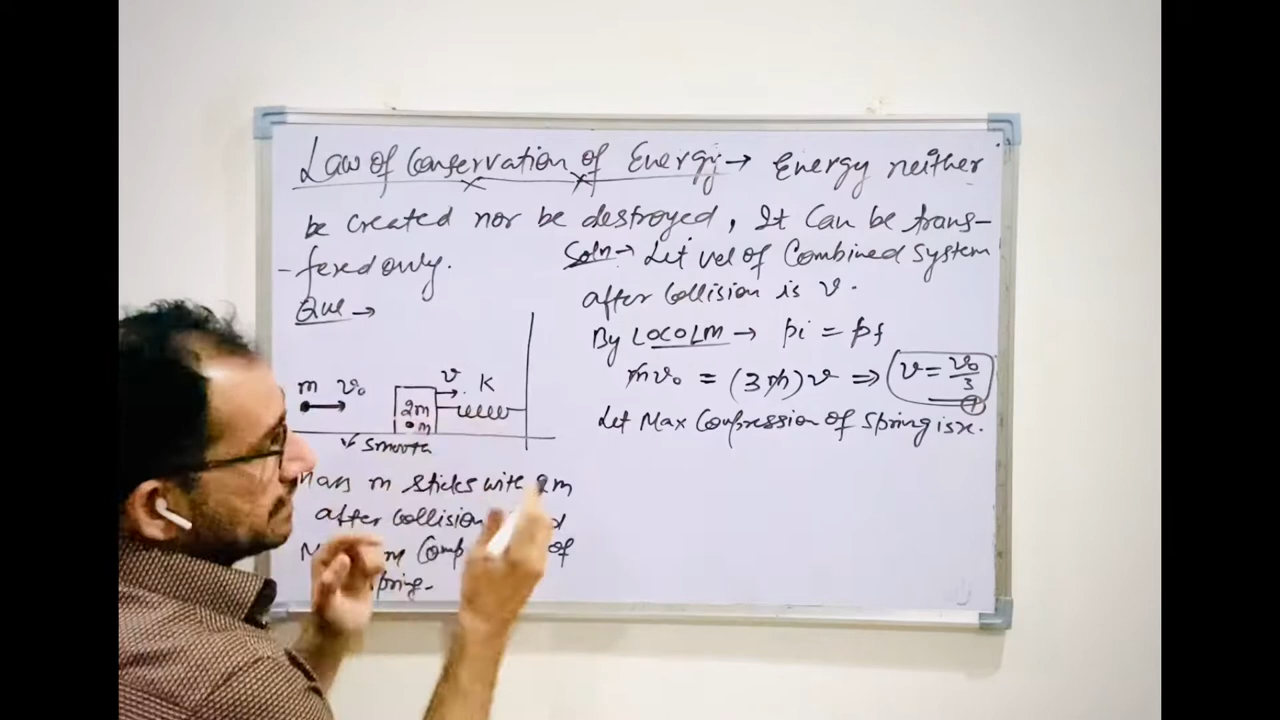 Law of Conservation of Energy → Energy neither
be created nor be destroyed, It can be trans-
-fered only.
Que →
m v₀
2m
m
v
K
smooth
Mass m sticks with 2m
after collision
of
Soln → Let vel of Combined System
after Collision is v.
By LOCOLM → pi = pf
mv₀ = (3m)v ⇒ v = v₀/3
Let Max Compression of Spring is x.